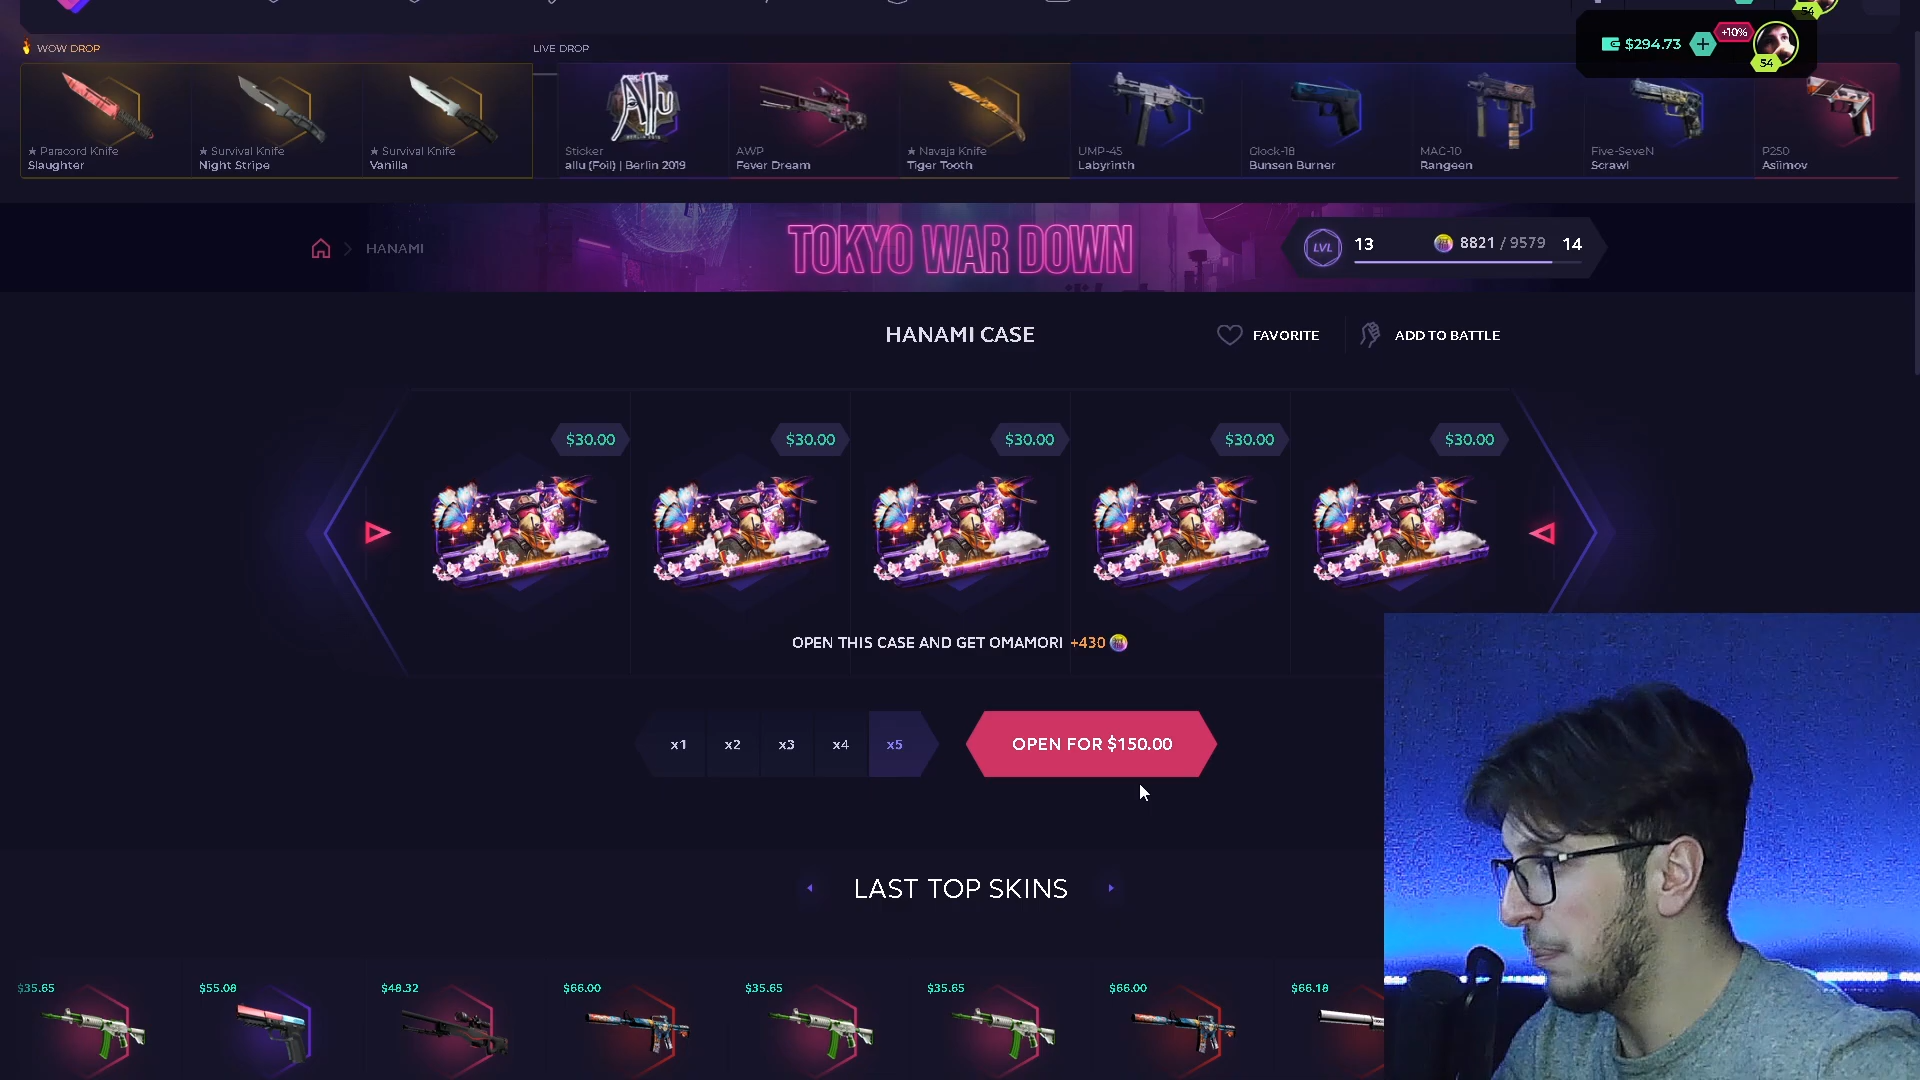 54
$294.73
+10%
54
WOW DROP
LIVE DROP
★ Paracord Knife
Slaughter
★ Survival Knife
Night Stripe
★ Survival Knife
Vanilla
Allu
BERLIN 2019
Sticker
allu (Foil) | Berlin 2019
AWP
Fever Dream
★ Navaja Knife
Tiger Tooth
UMP-45
Labyrinth
Glock-18
Bunsen Burner
MAC-10
Rangeen
Five-SeveN
Scrawl
P250
Asiimov
HANAMI
TOKYO WAR DOWN
LVL
13
8821 / 9579
14
HANAMI CASE
FAVORITE
ADD TO BATTLE
$30.00
$30.00
$30.00
$30.00
$30.00
OPEN THIS CASE AND GET OMAMORI +430
x1
x2
x3
x4
x5
OPEN FOR $150.00
LAST TOP SKINS
$35.65
$55.08
$48.32
$66.00
$35.65
$35.65
$66.00
$66.18